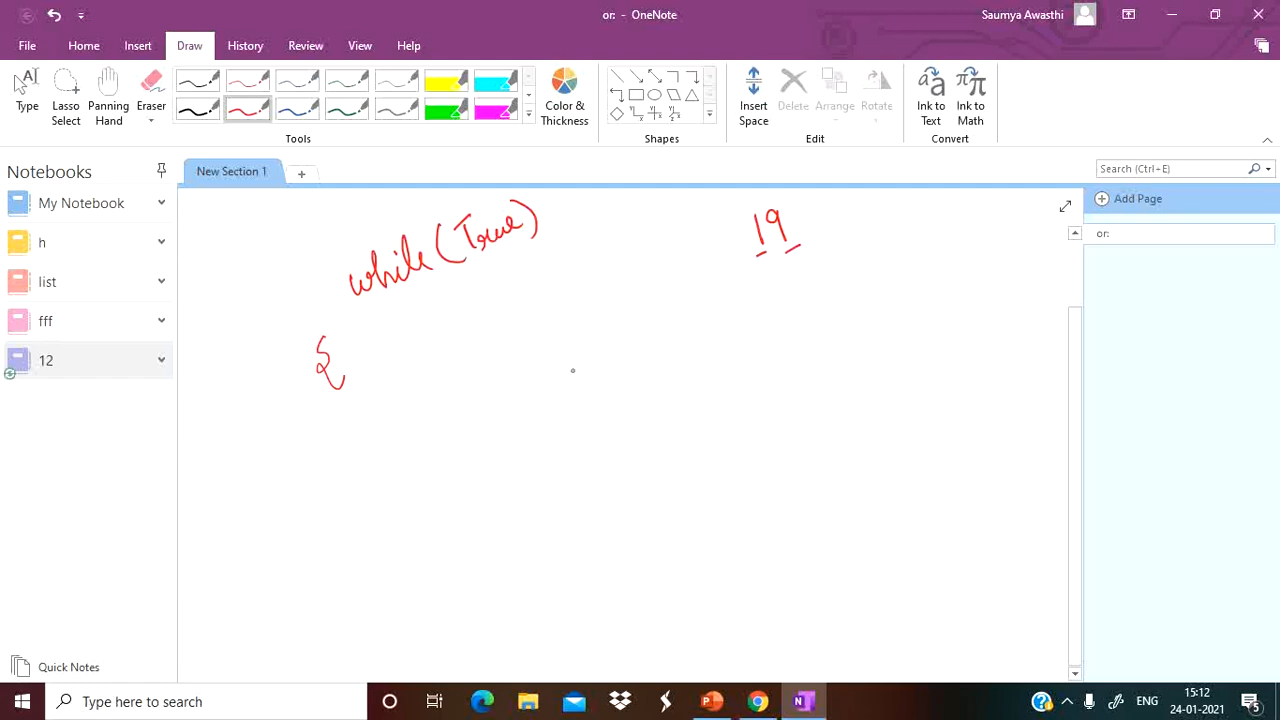 or: - OneNote
Saumya Awasthi
File Home Insert Draw History Review View Help
Type
Lasso Select
Panning Hand
Eraser
Color & Thickness
Insert Space
Delete
Arrange
Rotate
Ink to Text
Ink to Math
Tools
Shapes
Edit
Convert
Notebooks
New Section 1
Search (Ctrl+E)
My Notebook
Add Page
or:
h
list
fff
12
while(True)
19
{
Quick Notes
Type here to search
ENG
15:12
24-01-2021
5